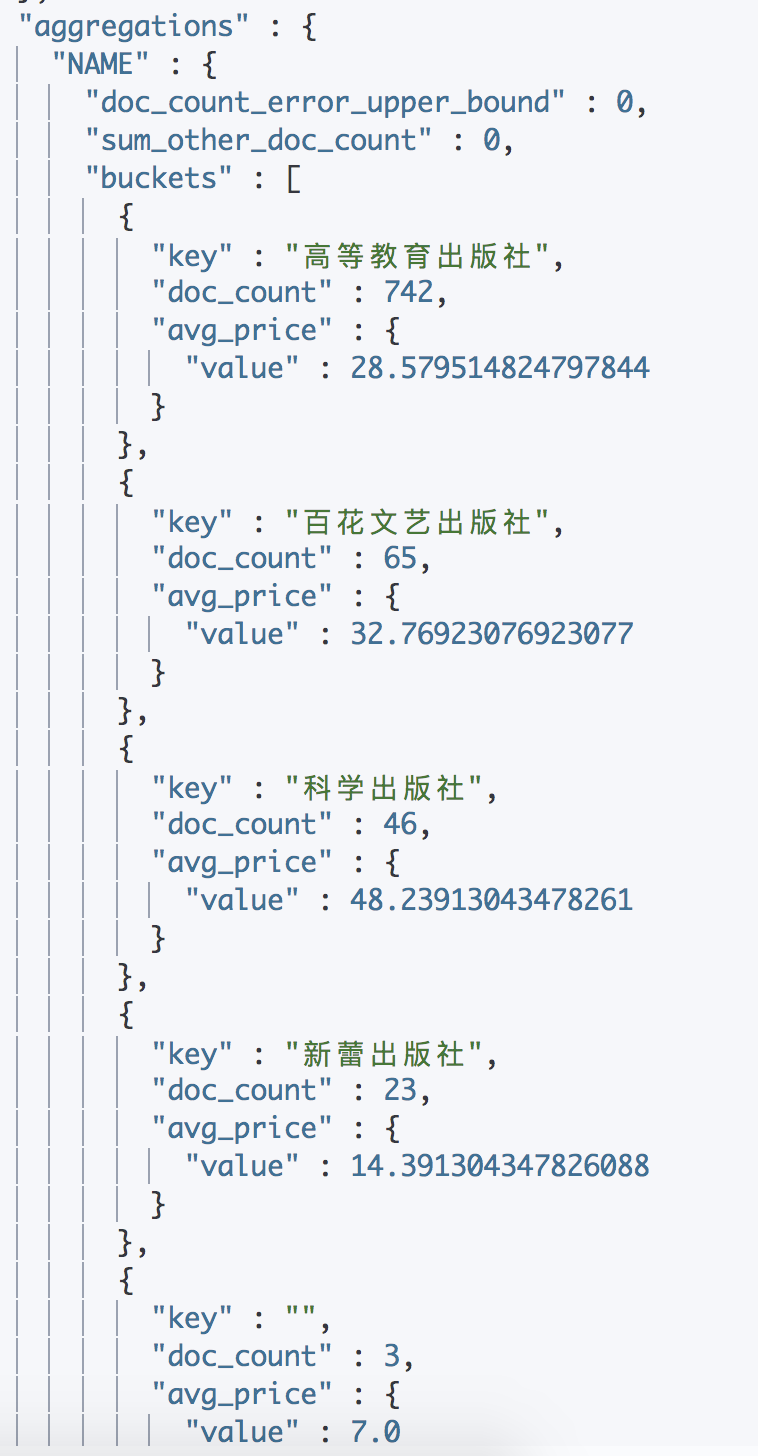 "aggregations" : {
"NAME" : {
"doc_count_error_upper_bound" : 0,
"sum_other_doc_count" : 0,
"buckets" : [
{
"key" : "高等教育出版社",
"doc_count" : 742,
"avg_price" : {
"value" : 28.579514824797844
}
},
{
"key" : "百花文艺出版社",
"doc_count" : 65,
"avg_price" : {
"value" : 32.76923076923077
}
},
{
"key" : "科学出版社",
"doc_count" : 46,
"avg_price" : {
"value" : 48.23913043478261
}
},
{
"key" : "新蕾出版社",
"doc_count" : 23,
"avg_price" : {
"value" : 14.391304347826088
}
},
{
"key" : "",
"doc_count" : 3,
"avg_price" : {
"value" : 7.0